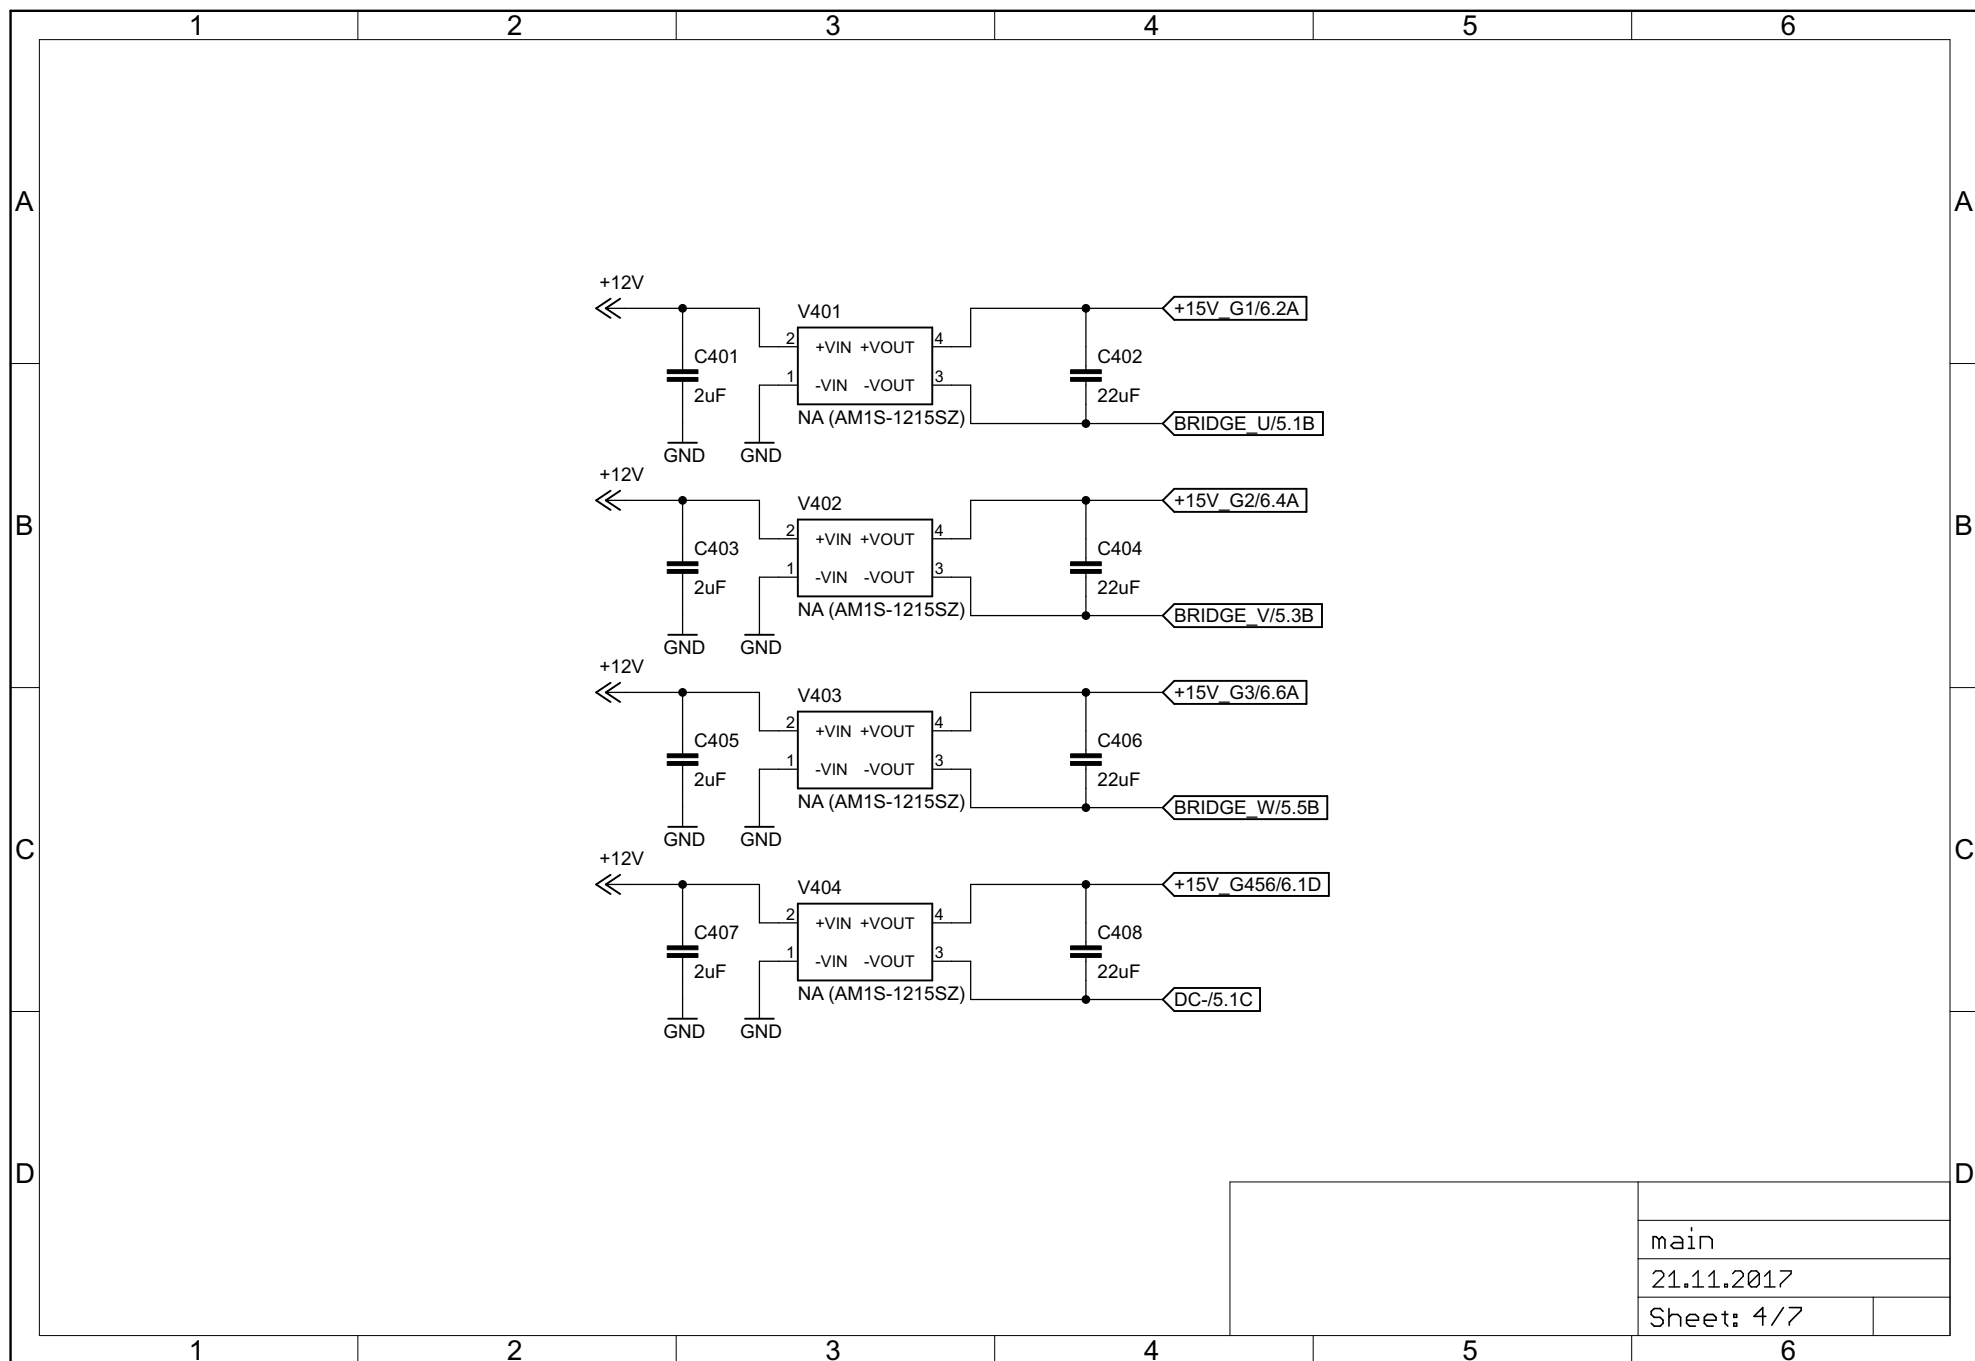 1 2 3 4 5 6
A A
+12V
V401
+15V_G1/6.2A
2 +VIN +VOUT 4
C401
C402
1 -VIN -VOUT 3
2uF
22uF
NA (AM1S-1215SZ)
BRIDGE_U/5.1B
GND GND
+12V
V402
+15V_G2/6.4A
B B
2 +VIN +VOUT 4
C403
C404
1 -VIN -VOUT 3
2uF
22uF
NA (AM1S-1215SZ)
BRIDGE_V/5.3B
GND GND
+12V
V403
+15V_G3/6.6A
2 +VIN +VOUT 4
C405
C406
1 -VIN -VOUT 3
2uF
22uF
NA (AM1S-1215SZ)
BRIDGE_W/5.5B
GND GND
C C
+12V
V404
+15V_G456/6.1D
2 +VIN +VOUT 4
C407
C408
1 -VIN -VOUT 3
2uF
22uF
NA (AM1S-1215SZ)
DC-/5.1C
GND GND
D D
main
21.11.2017
Sheet: 4/7
1 2 3 4 5 6